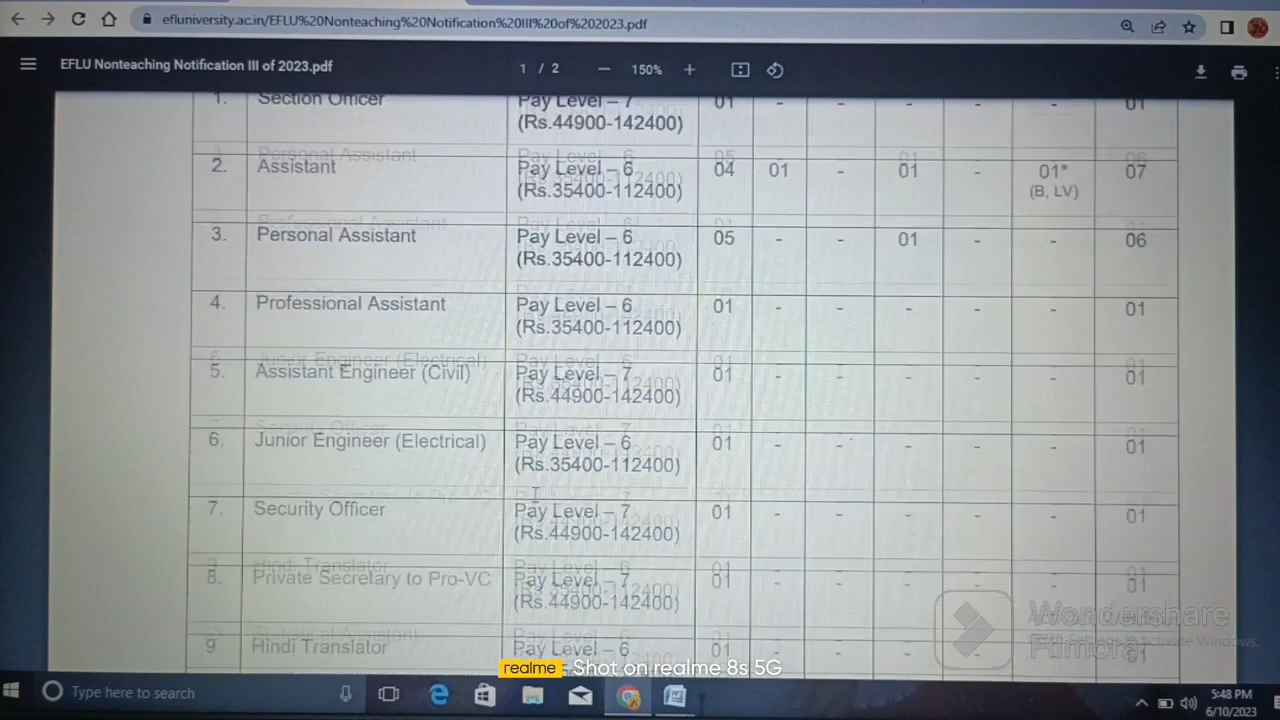 efluniversity.ac.in/EFLU%20Nonteaching%20Notification%20III%20of%202023.pdf
EFLU Nonteaching Notification III of 2023.pdf 1 / 2 150%
1. Section Officer Pay Level – 7 01 - - - - - 01
(Rs.44900-142400)
2. Assistant Pay Level – 6 04 01 - 01 - 01* 07
(Rs.35400-112400) (B, LV)
3. Personal Assistant Pay Level – 6 05 - - 01 - - 06
(Rs.35400-112400)
4. Professional Assistant Pay Level – 6 01 - - - - - 01
(Rs.35400-112400)
5. Assistant Engineer (Civil) Pay Level – 7 01 - - - - - 01
(Rs.44900-142400)
6. Junior Engineer (Electrical) Pay Level – 6 01 - - - - - 01
(Rs.35400-112400)
7. Security Officer Pay Level – 7 01 - - - - - 01
(Rs.44900-142400)
8. Private Secretary to Pro-VC Pay Level – 7 01 - - - - - 01
(Rs.44900-142400)
9 Hindi Translator Pay Level – 6 01 - - - - - 01
Wondershare
Filmora
realme Shot on realme 8s 5G
Type here to search
5:48 PM
6/10/2023